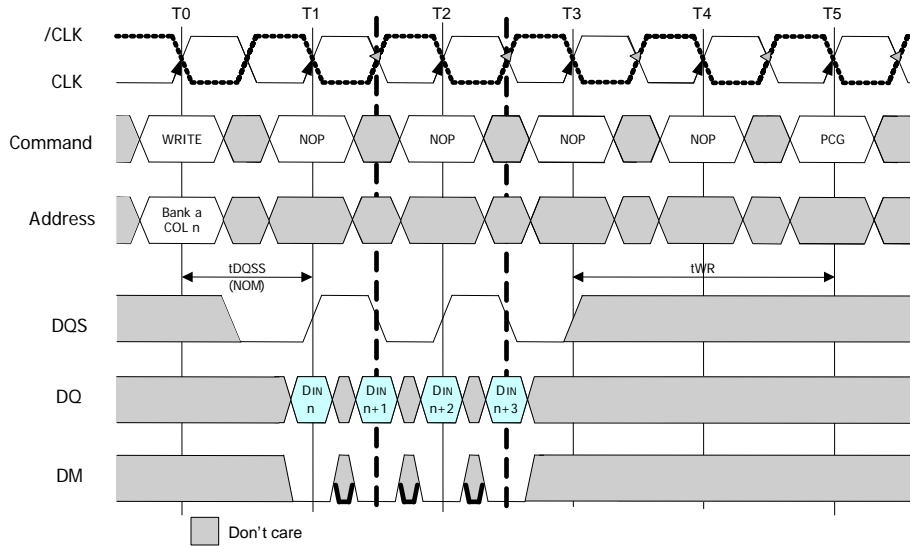 T0 T1 T2 T3 T4 T5
/CLK
CLK
Command WRITE NOP NOP NOP NOP PCG
Address Bank a
COL n
tDQSS
(NOM)
tWR
DQS
DQ DIN
n
DIN
n+1
DIN
n+2
DIN
n+3
DM
Don't care